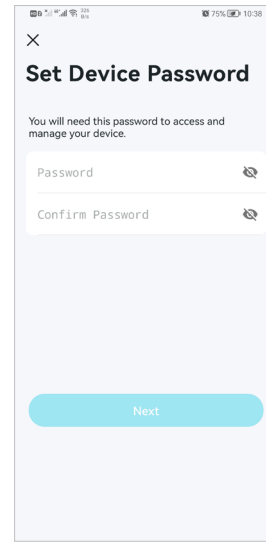 326 B/s 75% 10:38
Set Device Password
You will need this password to access and
manage your device.
Password
Confirm Password
Next